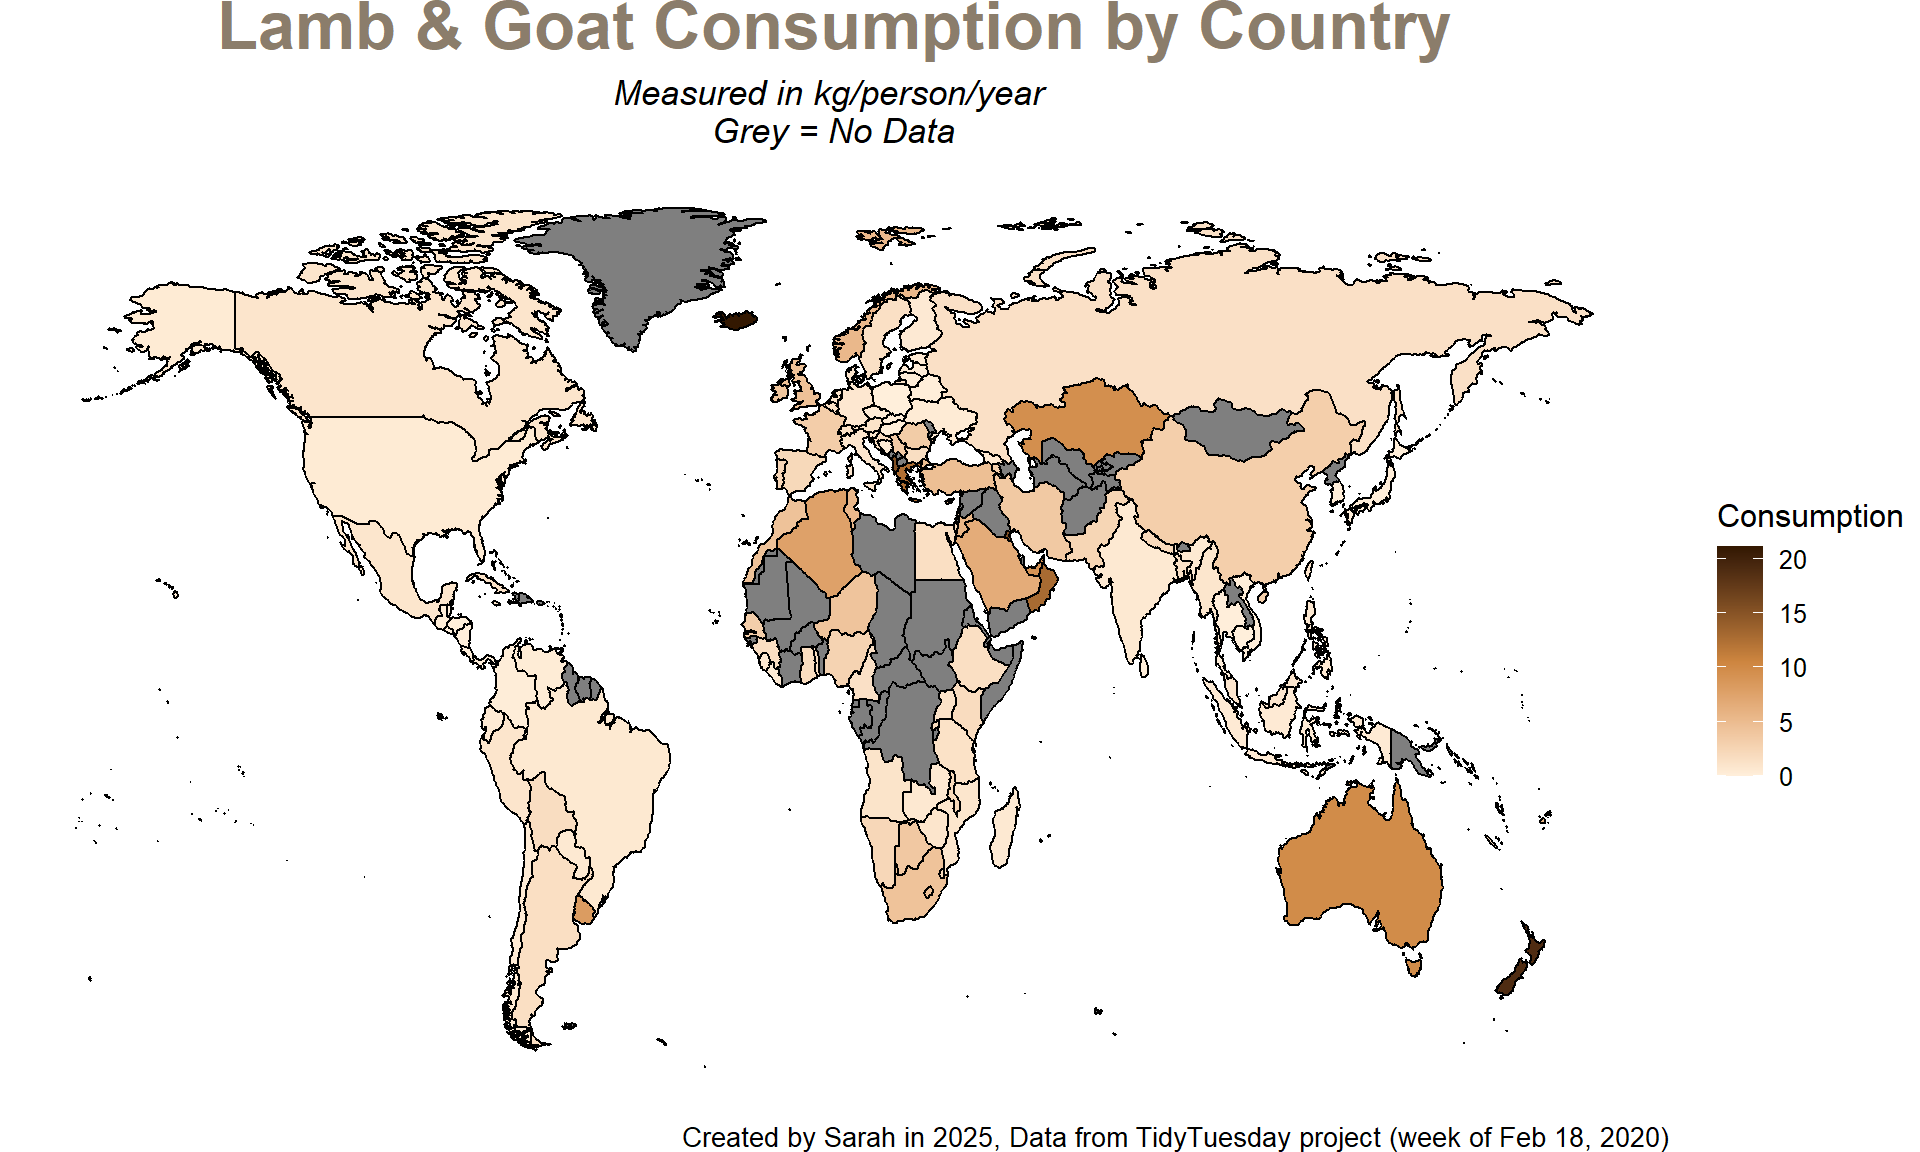 Lamb & Goat Consumption by Country
Measured in kg/person/year
Grey = No Data
Consumption
20
15
10
5
0
Created by Sarah in 2025, Data from TidyTuesday project (week of Feb 18, 2020)